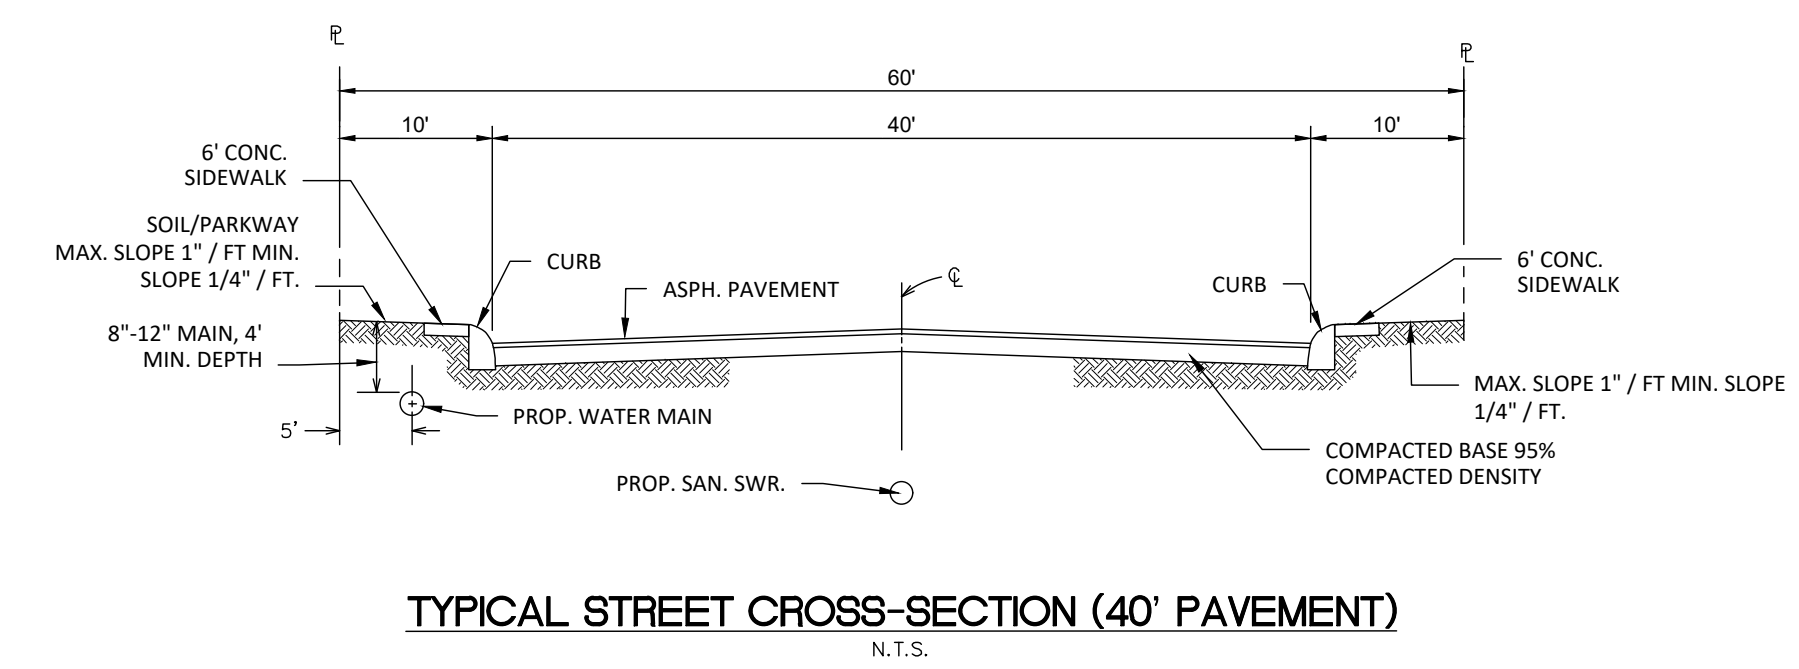 PL
PL
60'
10'
40'
10'
6' CONC.
SIDEWALK
SOIL/PARKWAY
MAX. SLOPE 1" / FT MIN.
SLOPE 1/4" / FT.
CURB
ASPH. PAVEMENT
CL
CURB
6' CONC.
SIDEWALK
8"-12" MAIN, 4'
MIN. DEPTH
PROP. WATER MAIN
5'
MAX. SLOPE 1" / FT MIN. SLOPE
1/4" / FT.
COMPACTED BASE 95%
COMPACTED DENSITY
PROP. SAN. SWR.
TYPICAL STREET CROSS-SECTION (40' PAVEMENT)
N.T.S.